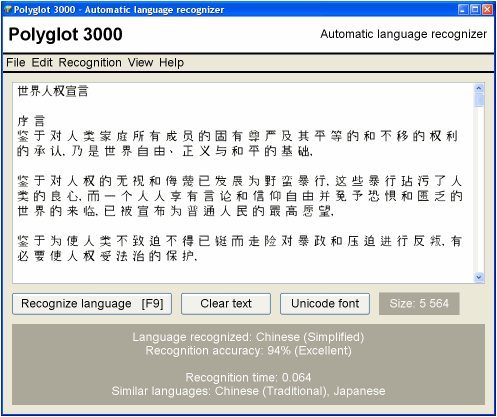 Polyglot 3000 - Automatic language recognizer
Polyglot 3000
Automatic language recognizer
File Edit Recognition View Help
世界人权宣言
序 言
鉴 于 对 人 类 家 庭 所 有 成 员 的 固 有 尊 严 及 其 平 等 的 和 不 移 的 权 利
的 承 认, 乃 是 世 界 自 由、 正 义 与 和 平 的 基 础,
鉴 于 对 人 权 的 无 视 和 侮 蔑 已 发 展 为 野 蛮 暴 行, 这 些 暴 行 玷 污 了 人
类 的 良 心, 而 一 个 人 人 享 有 言 论 和 信 仰 自 由 并 免 予 恐 惧 和 匮 乏 的
世 界 的 来 临, 已 被 宣 布 为 普 通 人 民 的 最 高 愿 望,
鉴 于 为 使 人 类 不 致 迫 不 得 已 铤 而 走 险 对 暴 政 和 压 迫 进 行 反 叛, 有
必 要 使 人 权 受 法 治 的 保 护,
Recognize language [F9]
Clear text
Unicode font
Size: 5 564
Language recognized: Chinese (Simplified)
Recognition accuracy: 94% (Excellent)
Recognition time: 0.064
Similar languages: Chinese (Traditional), Japanese